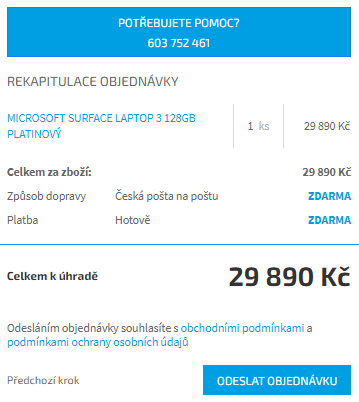 POTŘEBUJETE POMOC?
603 752 461
REKAPITULACE OBJEDNÁVKY
MICROSOFT SURFACE LAPTOP 3 128GB PLATINOVÝ 1 ks 29 890 Kč
Celkem za zboží: 29 890 Kč
Způsob dopravy Česká pošta na poštu ZDARMA
Platba Hotově ZDARMA
Celkem k úhradě 29 890 Kč
Odesláním objednávky souhlasíte s obchodními podmínkami a
podmínkami ochrany osobních údajů
Předchozí krok ODESLAT OBJEDNÁVKU